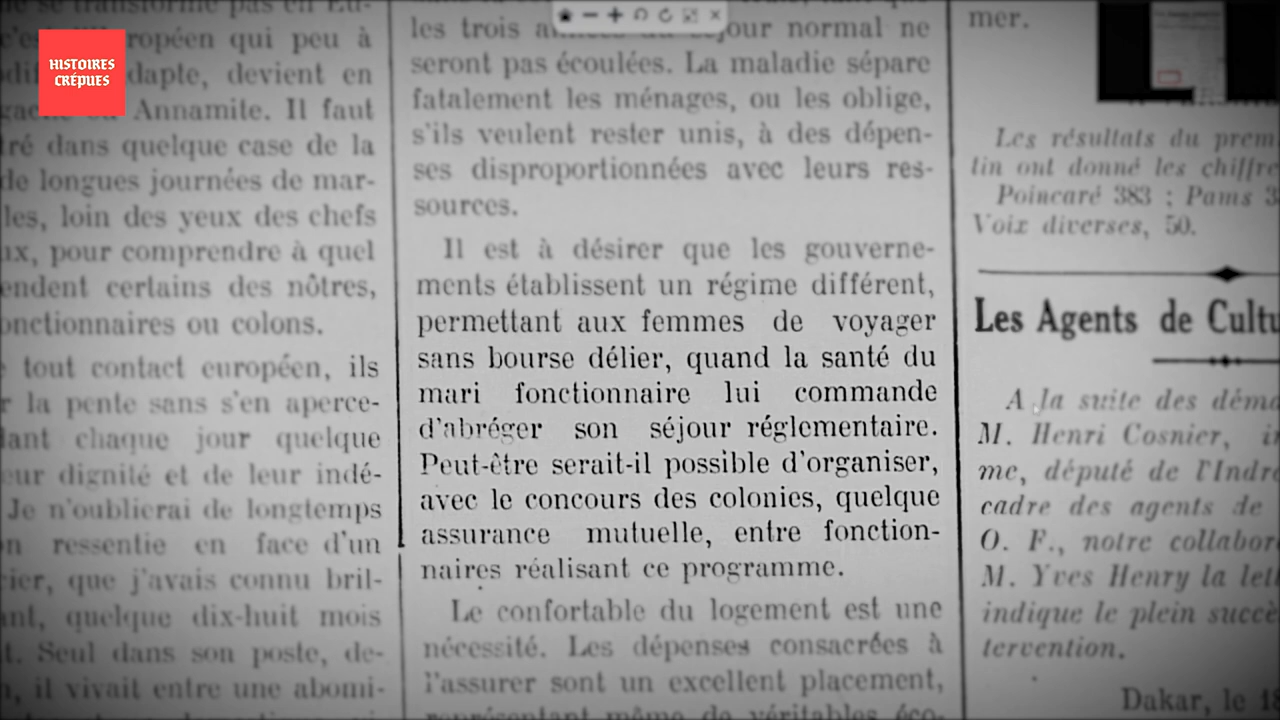 HISTOIRES
CRÉPUES
se transforme pas en Eu-
ropéen qui peu à
dapte, devient en
Annamite. Il faut
dans quelque case de la
de longues journées de mar-
les, loin des yeux des chefs
pour comprendre à quel
certains des nôtres,
fonctionnaires ou colons.
tout contact européen, ils
la pente sans s'en aperce-
chaque jour quelque
dignité et de leur indé-
Je n'oublierai de longtemps
ressentie en face d'un
que j'avais connu bril-
quelque dix-huit mois
Seul dans son poste, de-
il vivait entre une abomi-
les trois jour normal ne
seront pas écoulées. La maladie sépare
fatalement les ménages, ou les oblige,
s'ils veulent rester unis, à des dépen-
ses disproportionnées avec leurs res-
sources.
Il est à désirer que les gouverne-
ments établissent un régime différent,
permettant aux femmes de voyager
sans bourse délier, quand la santé du
mari fonctionnaire lui commande
d'abréger son séjour réglementaire.
Peut-être serait-il possible d'organiser,
avec le concours des colonies, quelque
assurance mutuelle, entre fonction-
naires réalisant ce programme.
Le confortable du logement est une
nécessité. Les dépenses consacrées à
l'assurer sont un excellent placement,
représentant même de véritables éco-
mer.
Les résultats du prem
tin ont donné les chiffre
Poincaré 383 ; Pams 3
Voix diverses, 50.
Les Agents de Cultu
A la suite des déma
M. Henri Cosnier, in
me, député de l'Indre
cadre des agents de
O. F., notre collabor
M. Yves Henry la lett
indique le plein succè
tervention.
Dakar, le 18